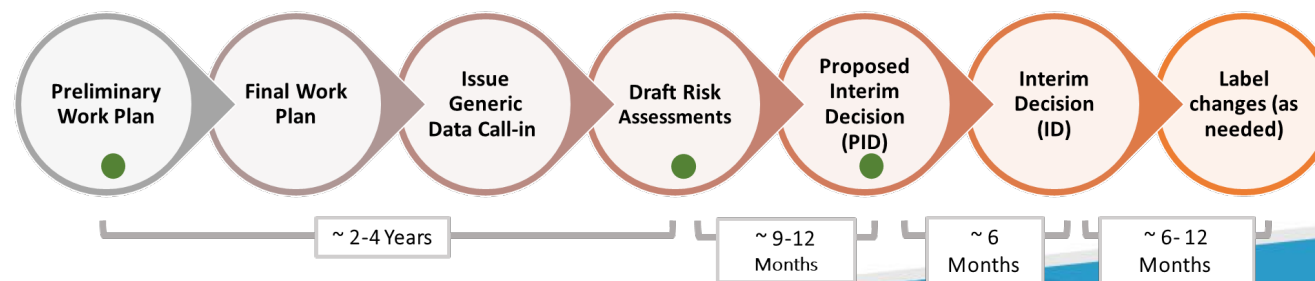 Preliminary
Work Plan
Final Work
Plan
Issue
Generic
Data Call-in
Draft Risk
Assessments
Proposed
Interim
Decision
(PID)
Interim
Decision
(ID)
Label
changes (as
needed)
~ 2-4 Years
~ 9-12
Months
~ 6
Months
~ 6- 12
Months